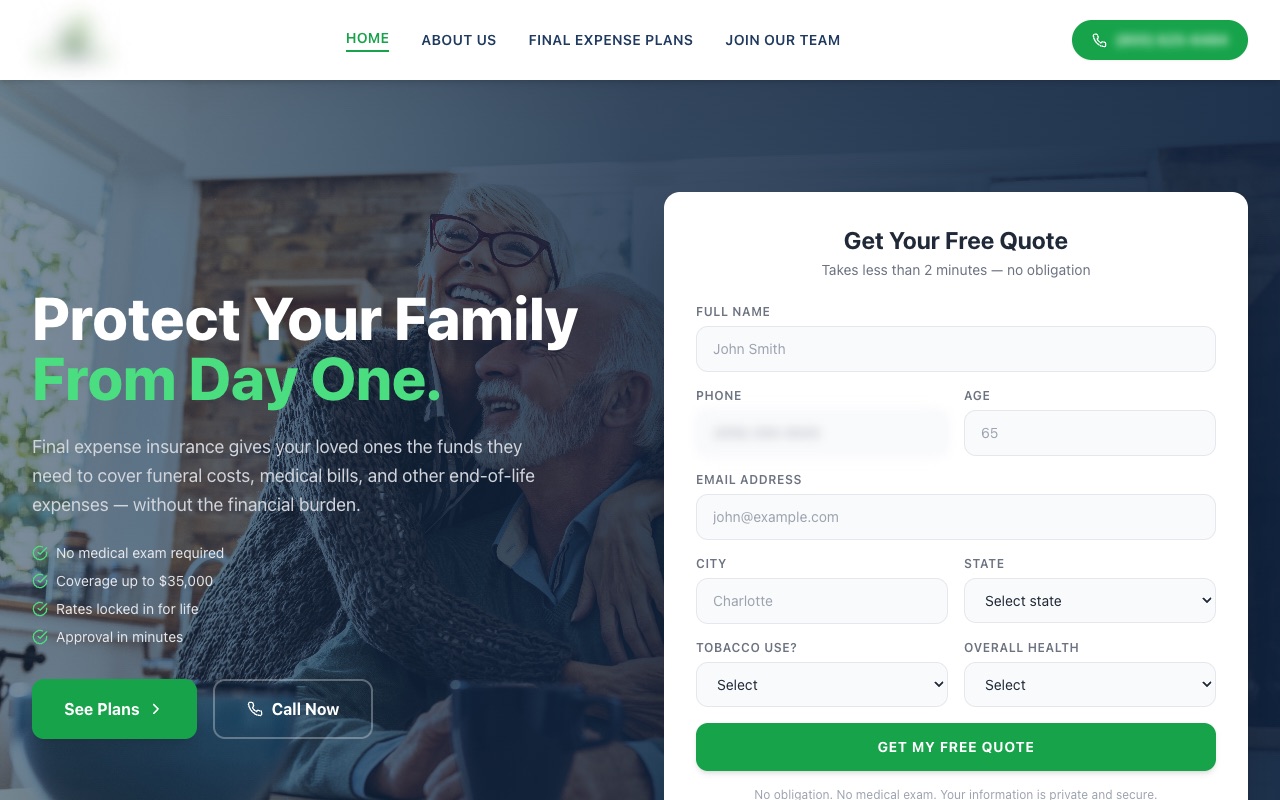 HOME
ABOUT US
FINAL EXPENSE PLANS
JOIN OUR TEAM
Protect Your Family
From Day One.
Final expense insurance gives your loved ones the funds they
need to cover funeral costs, medical bills, and other end-of-life
expenses — without the financial burden.
No medical exam required
Coverage up to $35,000
Rates locked in for life
Approval in minutes
See Plans
Call Now
Get Your Free Quote
Takes less than 2 minutes — no obligation
FULL NAME
John Smith
PHONE
AGE
65
EMAIL ADDRESS
john@example.com
CITY
STATE
Charlotte
Select state
TOBACCO USE?
OVERALL HEALTH
Select
Select
GET MY FREE QUOTE
No obligation. No medical exam. Your information is private and secure.